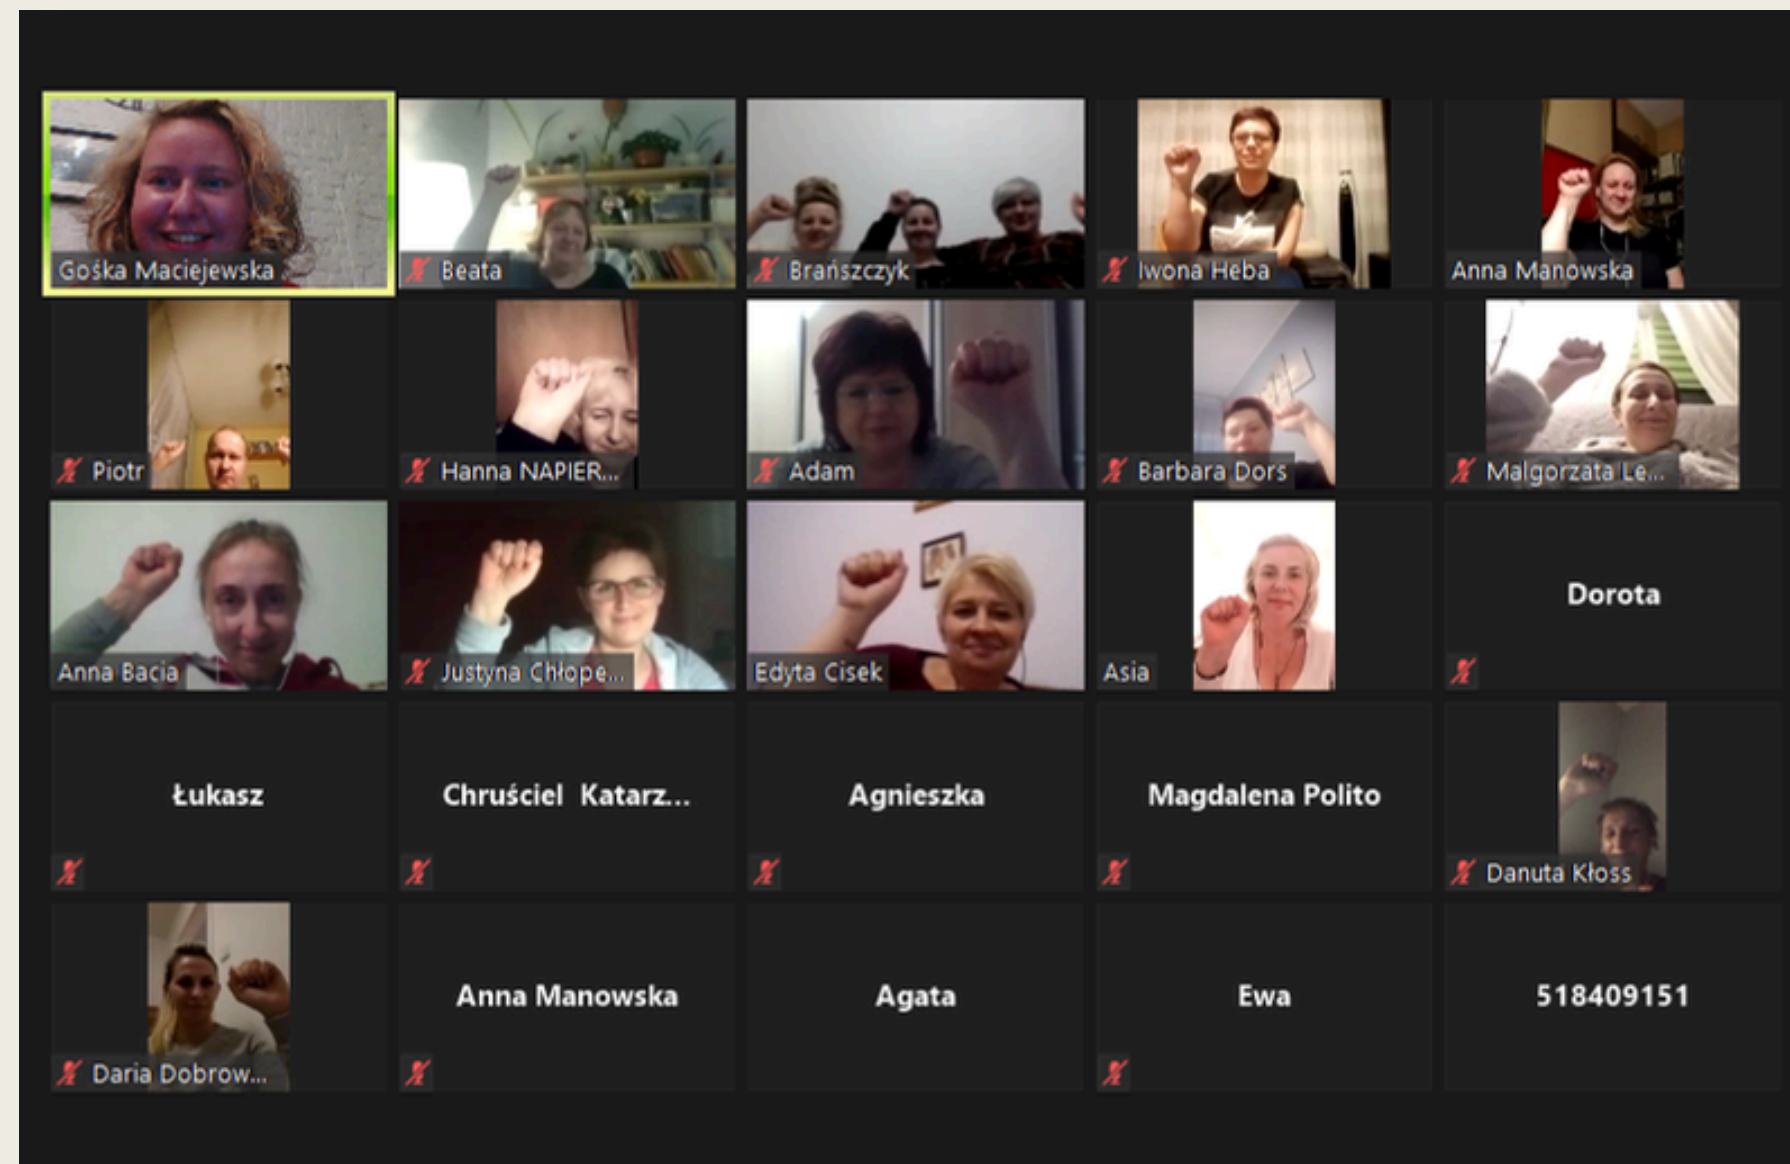 Gośka Maciejewska
Beata
Brańszczyk
Iwona Heba
Anna Manowska
Piotr
Hanna NAPIER...
Adam
Barbara Dors
Malgorzata Le...
Anna Bacia
Justyna Chłope...
Edyta Cisek
Asia
Dorota
Łukasz
Chruściel Katarz...
Agnieszka
Magdalena Polito
Danuta Kłoss
Daria Dobrow...
Anna Manowska
Agata
Ewa
518409151